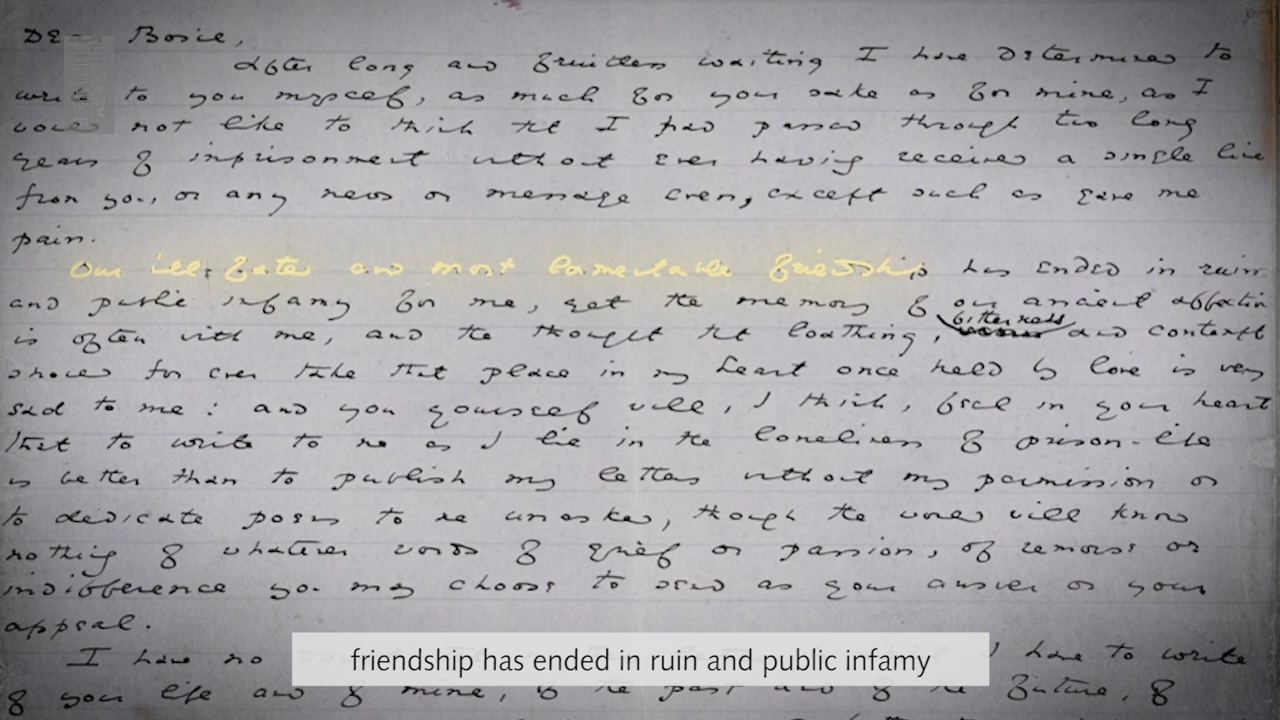 Dear Bosie,
After long and fruitless waiting I have determined to
write to you myself, as much for your sake as for mine, as I
would not like to think that I had passed through two long
years of imprisonment without ever having received a single line
from you, or any news or message even, except such as gave me
pain.
Our ill-fated and most lamentable friendship has ended in ruin
and public infamy for me, yet the memory of our ancient affection
is often with me, and the thought that loathing, bitterness and contempt
should for ever take that place in my heart once held by love is very
sad to me: and you yourself will, I think, feel in your heart
that to write to me as I lie in the loneliness of prison-life
is better than to publish my letters without my permission or
to dedicate poems to me unasked, though the world will know
nothing of whatever words of grief or passion, of remorse or
indifference you may choose to send as your answer or your
appeal.
I have no I have to write
friendship has ended in ruin and public infamy
of your life and of mine, of the past and of the future, of